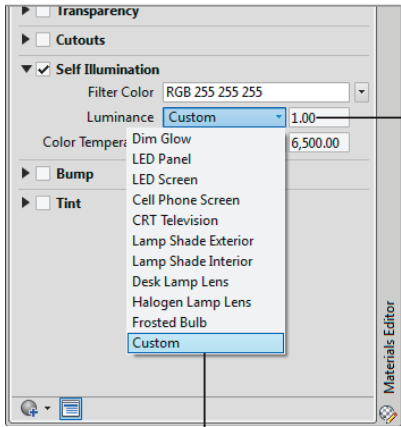 Transparency
Cutouts
Self Illumination
Filter Color RGB 255 255 255
Luminance Custom 1.00
Color Tempera 6,500.00
Dim Glow
LED Panel
LED Screen
Bump
Cell Phone Screen
Tint
CRT Television
Lamp Shade Exterior
Lamp Shade Interior
Desk Lamp Lens
Halogen Lamp Lens
Frosted Bulb
Custom
Materials Editor